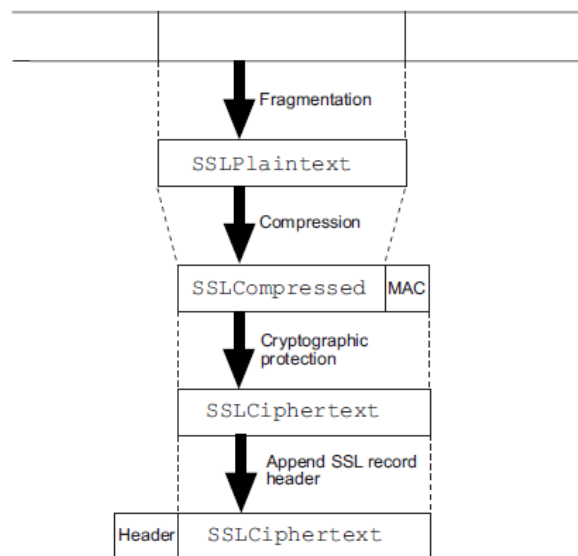 Fragmentation
SSLPlaintext
Compression
SSLCompressed MAC
Cryptographic
protection
SSLCiphertext
Append SSL record
header
Header SSLCiphertext